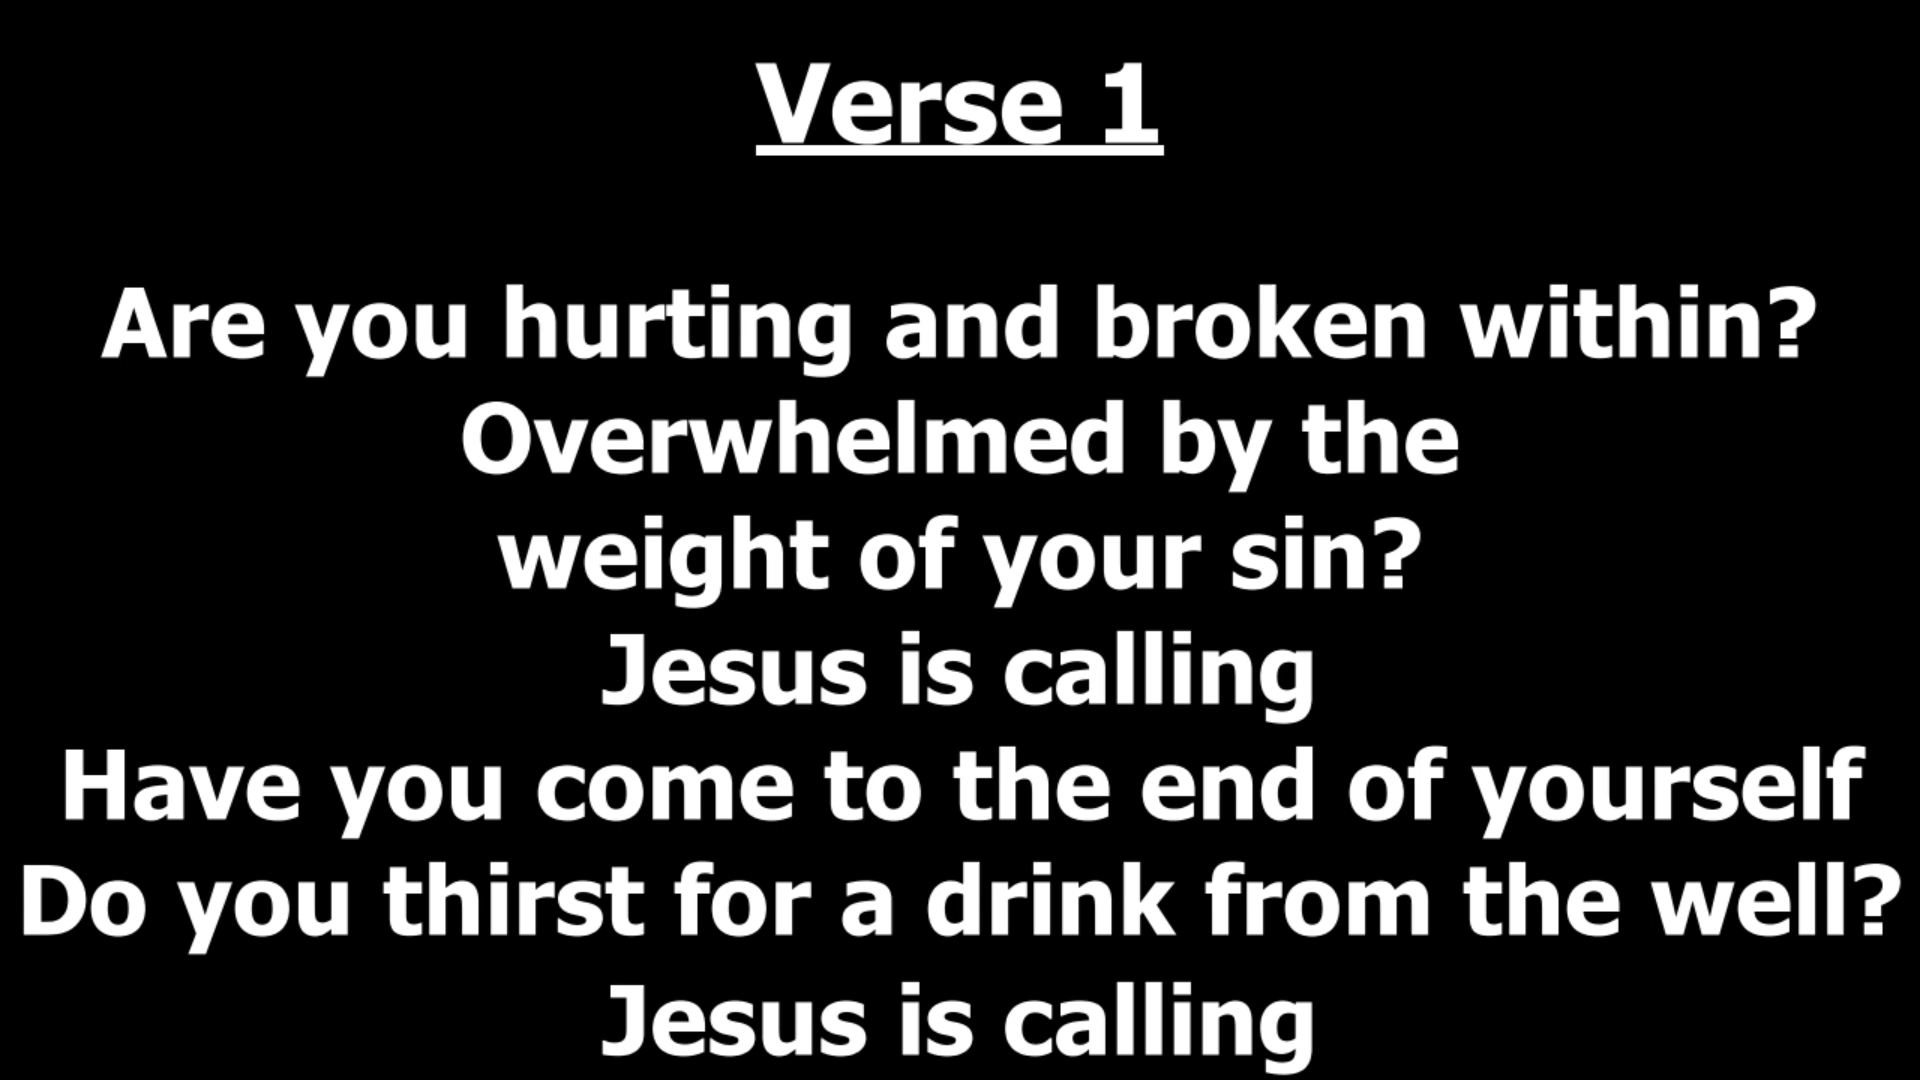 Verse 1
Are you hurting and broken within?
Overwhelmed by the
weight of your sin?
Jesus is calling
Have you come to the end of yourself
Do you thirst for a drink from the well?
Jesus is calling